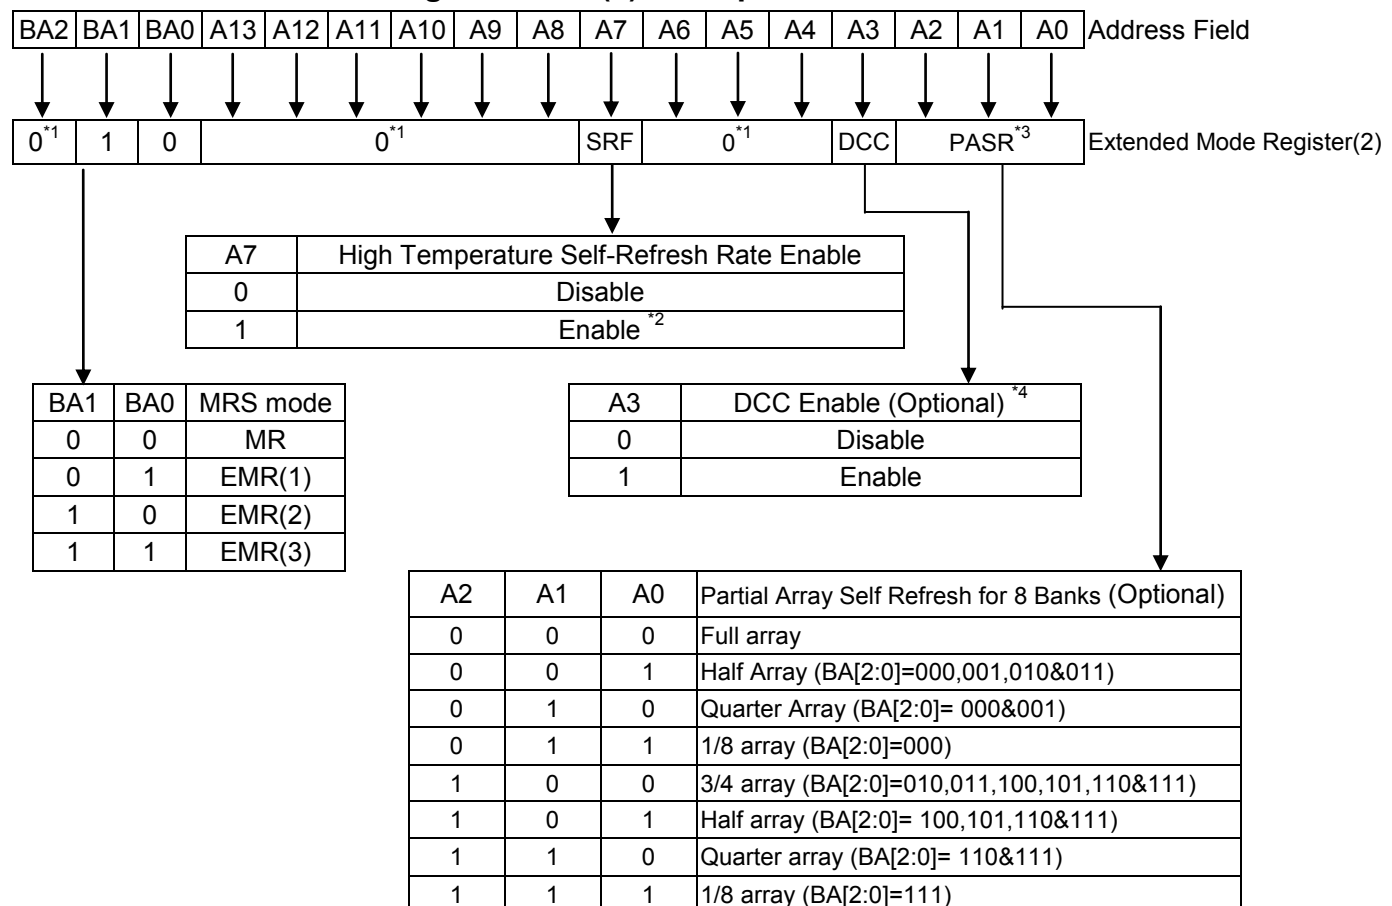 BA2 BA1 BA0 A13 A12 A11 A10 A9 A8 A7 A6 A5 A4 A3 A2 A1 A0 Address Field
0*1 1 0 0*1 SRF 0*1 DCC PASR*3 Extended Mode Register(2)
A7 High Temperature Self-Refresh Rate Enable
0 Disable
1 Enable *2
BA1 BA0 MRS mode
0 0 MR
0 1 EMR(1)
1 0 EMR(2)
1 1 EMR(3)
A3 DCC Enable (Optional) *4
0 Disable
1 Enable
A2 A1 A0 Partial Array Self Refresh for 8 Banks (Optional)
0 0 0 Full array
0 0 1 Half Array (BA[2:0]=000,001,010&011)
0 1 0 Quarter Array (BA[2:0]= 000&001)
0 1 1 1/8 array (BA[2:0]=000)
1 0 0 3/4 array (BA[2:0]=010,011,100,101,110&111)
1 0 1 Half array (BA[2:0]= 100,101,110&111)
1 1 0 Quarter array (BA[2:0]= 110&111)
1 1 1 1/8 array (BA[2:0]=111)